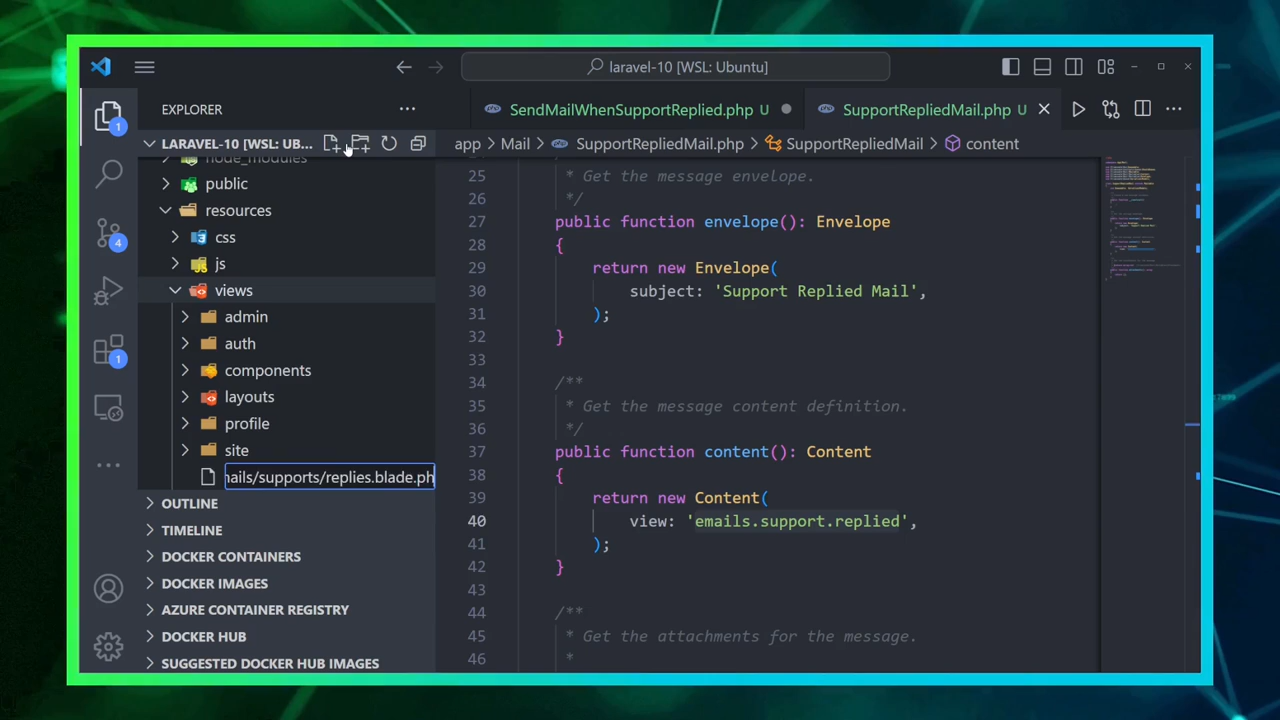 laravel-10 [WSL: Ubuntu]
EXPLORER
SendMailWhenSupportReplied.php U
SupportRepliedMail.php U
LARAVEL-10 [WSL: UB...
app > Mail > SupportRepliedMail.php > SupportRepliedMail > content
node_modules
public
resources
css
js
views
admin
auth
components
layouts
profile
site
nails/supports/replies.blade.ph
OUTLINE
TIMELINE
DOCKER CONTAINERS
DOCKER IMAGES
AZURE CONTAINER REGISTRY
DOCKER HUB
SUGGESTED DOCKER HUB IMAGES
1
4
1
25 * Get the message envelope.
26 */
27 public function envelope(): Envelope
28 {
29 return new Envelope(
30 subject: 'Support Replied Mail',
31 );
32 }
33
34 /**
35 * Get the message content definition.
36 */
37 public function content(): Content
38 {
39 return new Content(
40 view: 'emails.support.replied',
41 );
42 }
43
44 /**
45 * Get the attachments for the message.
46 *